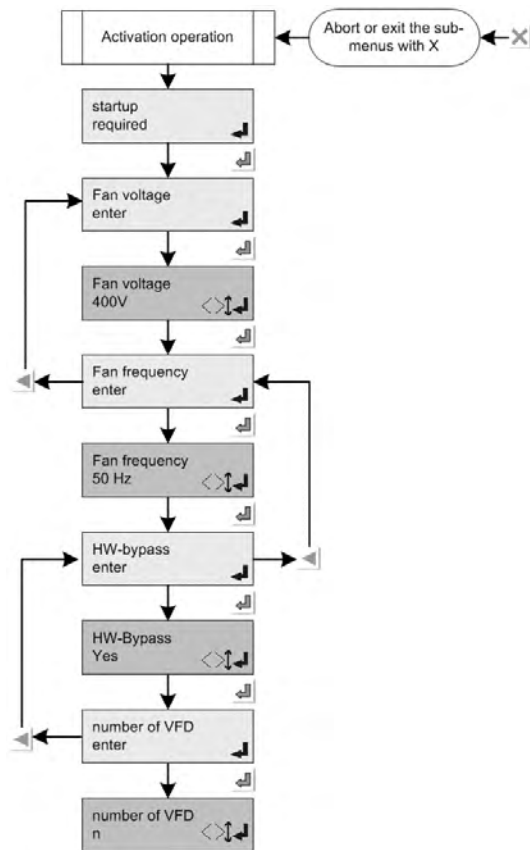 Activation operation
Abort or exit the sub-
menus with X
startup
required
Fan voltage
enter
Fan voltage
400V
Fan frequency
enter
Fan frequency
50 Hz
HW-bypass
enter
HW-Bypass
Yes
number of VFD
enter
number of VFD
n